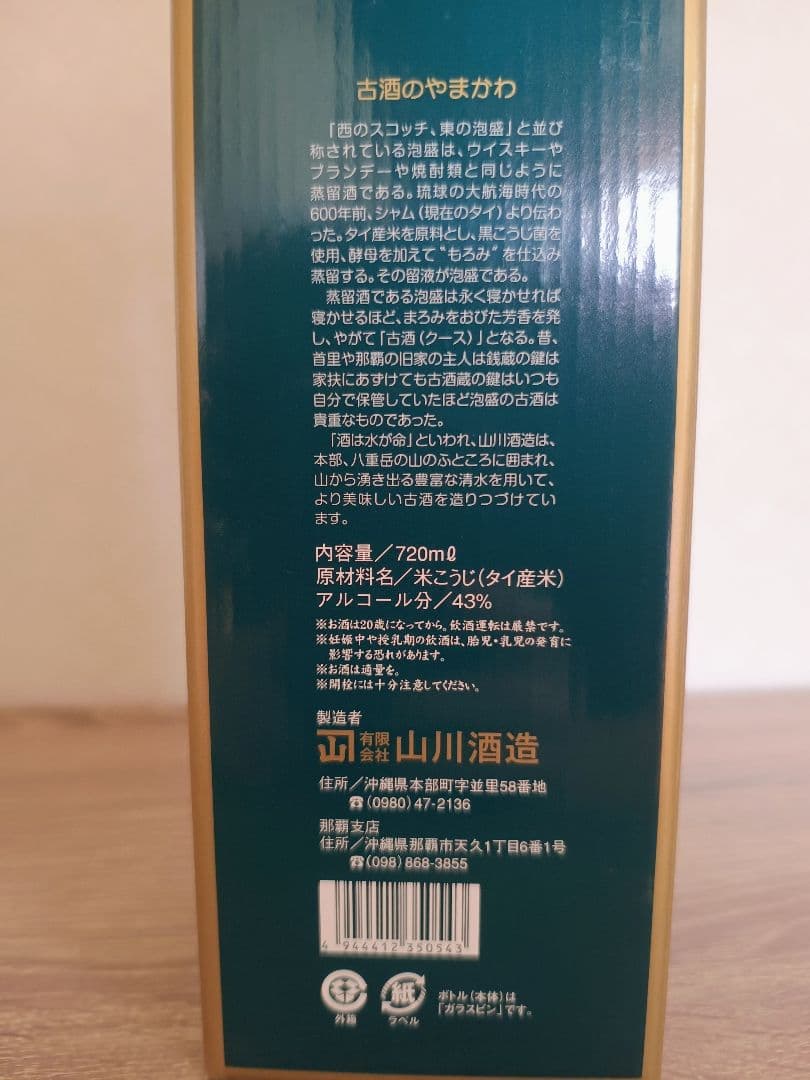 古酒のやまかわ
「西のスコッチ、東の泡盛」と並び
称されている泡盛は、ウイスキーや
ブランデーや焼酎類と同じように
蒸留酒である。琉球の大航海時代の
600年前、シャム(現在のタイ)より伝わ
った。タイ産米を原料とし、黒こうじ菌を
使用、酵母を加えて"もろみ"を仕込み
蒸留する。その留液が泡盛である。
蒸留酒である泡盛は永く寝かせれば
寝かせるほど、まろみをおびた芳香を発
し、やがて「古酒(クース)」となる。昔、
首里や那覇の旧家の主人は銭蔵の鍵は
家扶にあずけても古酒蔵の鍵はいつも
自分で保管していたほど泡盛の古酒は
貴重なものであった。
「酒は水が命」といわれ、山川酒造は、
本部、八重岳の山のふところに囲まれ、
山から湧き出る豊富な清水を用いて、
より美味しい古酒を造りつづけてい
ます。
内容量/720mℓ
原材料名/米こうじ(タイ産米)
アルコール分/43%
※お酒は20歳になってから。飲酒運転は厳禁です。
※妊娠中や授乳期の飲酒は、胎児・乳児の発育に
影響する恐れがあります。
※お酒は適量を。
※開栓には十分注意してください。
製造者
有限会社 山川酒造
住所/沖縄県本部町字並里58番地
☎(0980)47-2136
那覇支店
住所/沖縄県那覇市天久1丁目6番1号
☎(098)868-3855
4 944412 350543
紙
外箱
ラベル
ボトル(本体)は
「ガラスビン」です。